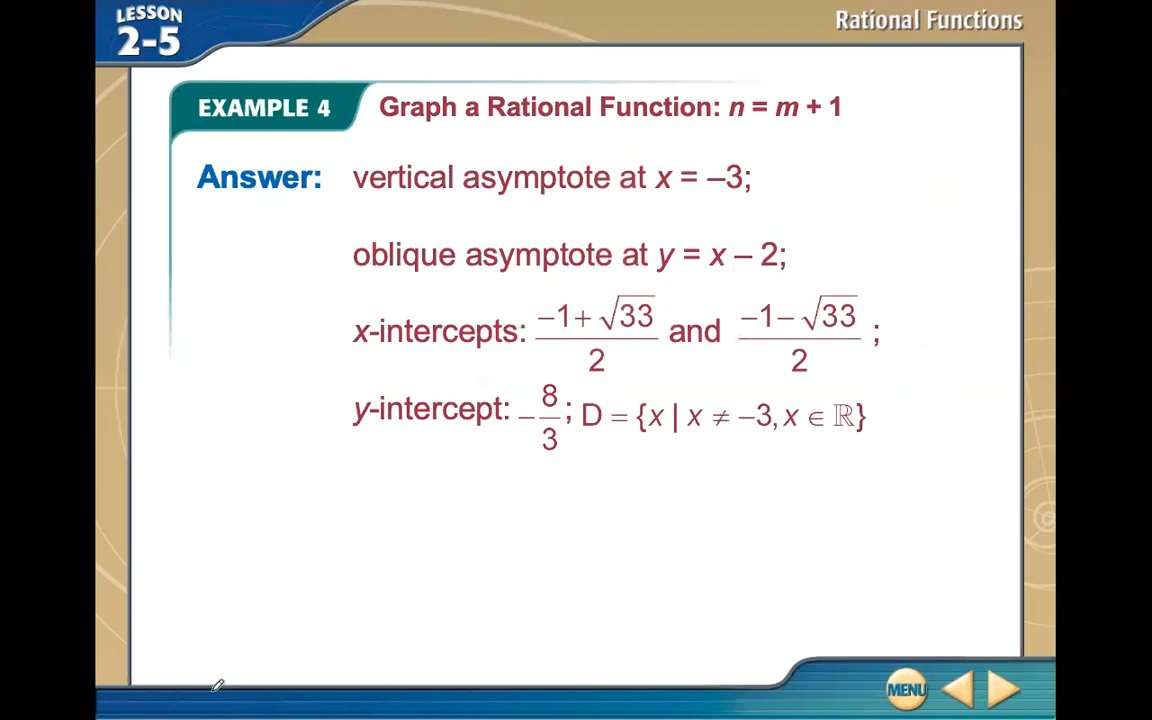 LESSON
2-5
Rational Functions
EXAMPLE 4 Graph a Rational Function: n = m + 1
Answer: vertical asymptote at x = –3;
oblique asymptote at y = x – 2;
x-intercepts: (−1+√33)/2 and (−1−√33)/2 ;
y-intercept: −8/3 ; D = {x | x ≠ −3, x ∈ ℝ}
MENU